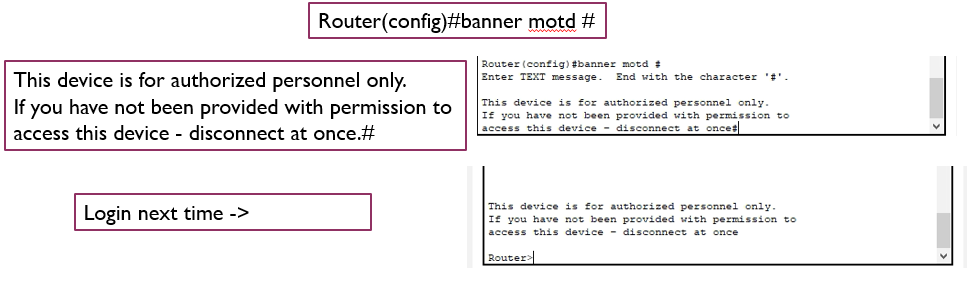 Router(config)#banner motd #
This device is for authorized personnel only.
If you have not been provided with permission to
access this device - disconnect at once.#
Router(config)#banner motd #
Enter TEXT message.  End with the character '#'.
This device is for authorized personnel only.
If you have not been provided with permission to
access this device - disconnect at once#
Login next time ->
This device is for authorized personnel only.
If you have not been provided with permission to
access this device - disconnect at once
Router>